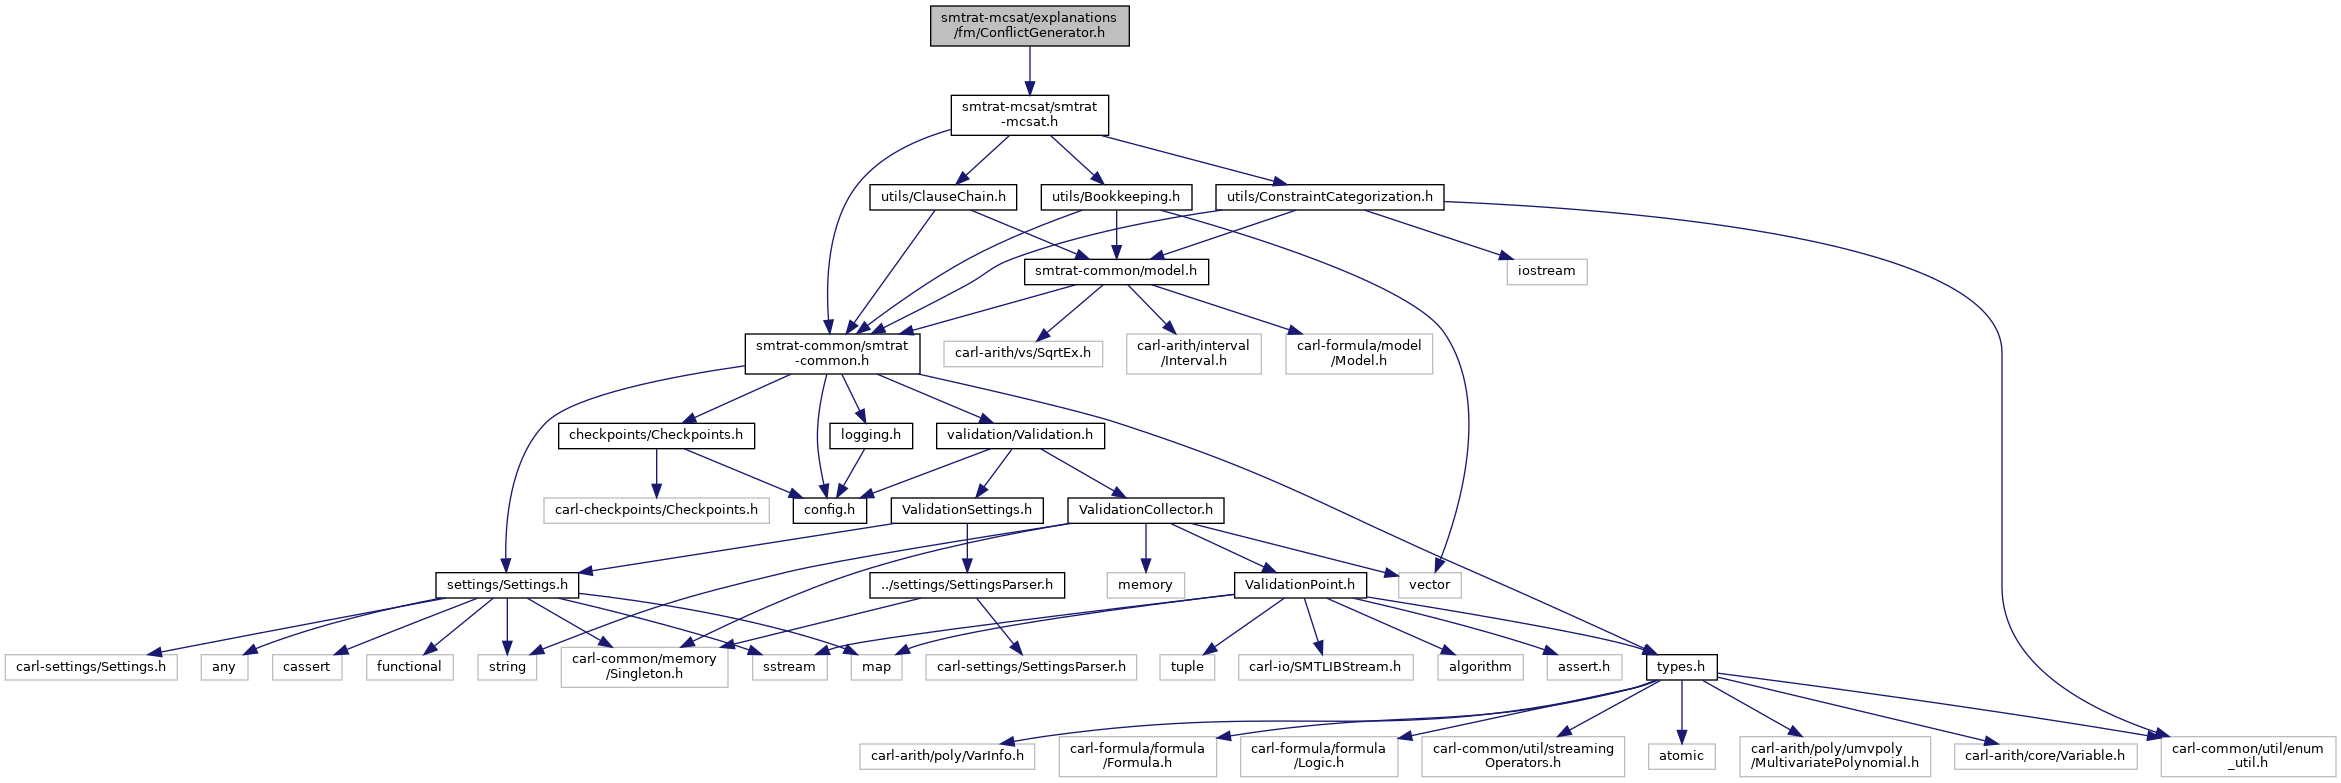 smtrat-mcsat/explanations
/fm/ConflictGenerator.h
smtrat-mcsat/smtrat
-mcsat.h
utils/ClauseChain.h
utils/Bookkeeping.h
utils/ConstraintCategorization.h
smtrat-common/model.h
iostream
smtrat-common/smtrat
-common.h
carl-arith/vs/SqrtEx.h
carl-arith/interval
/Interval.h
carl-formula/model
/Model.h
checkpoints/Checkpoints.h
logging.h
validation/Validation.h
carl-checkpoints/Checkpoints.h
config.h
ValidationSettings.h
ValidationCollector.h
settings/Settings.h
../settings/SettingsParser.h
memory
ValidationPoint.h
vector
carl-settings/Settings.h
any
cassert
functional
string
carl-common/memory
/Singleton.h
sstream
map
carl-settings/SettingsParser.h
tuple
carl-io/SMTLIBStream.h
algorithm
assert.h
types.h
carl-arith/poly/VarInfo.h
carl-formula/formula
/Formula.h
carl-formula/formula
/Logic.h
carl-common/util/streaming
Operators.h
atomic
carl-arith/poly/umvpoly
/MultivariatePolynomial.h
carl-arith/core/Variable.h
carl-common/util/enum
_util.h